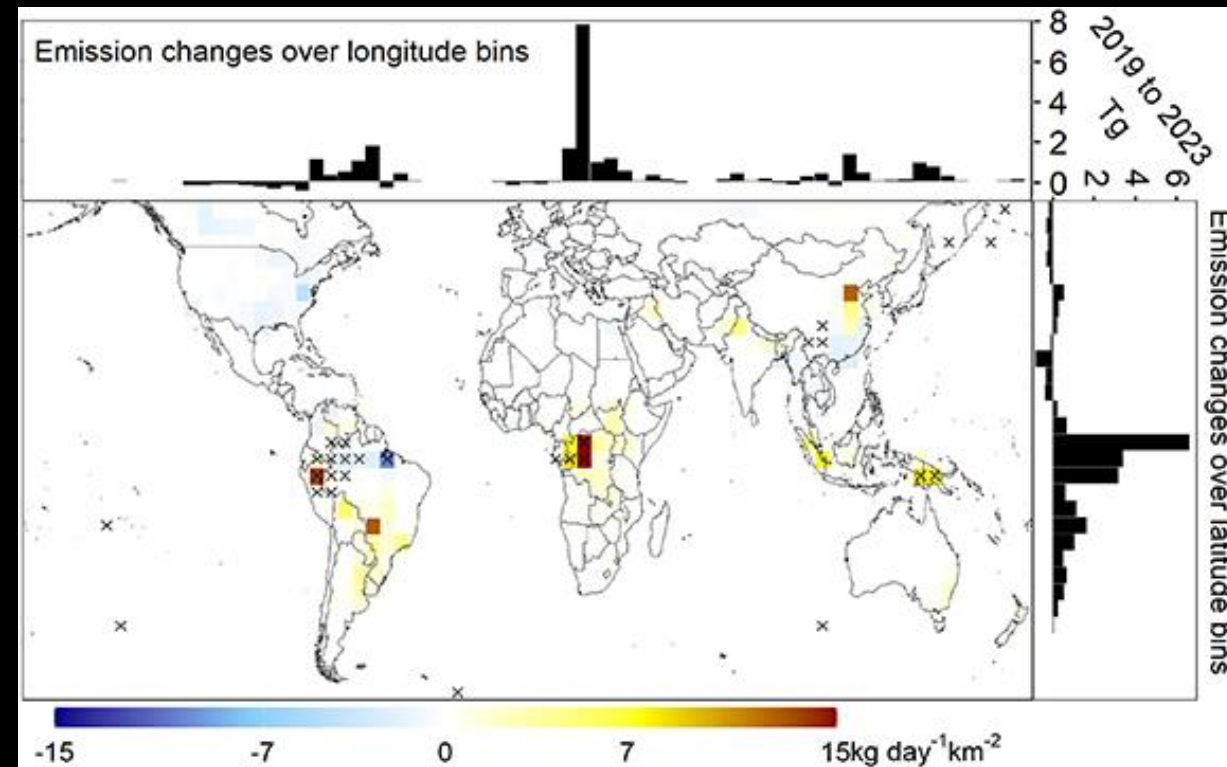 Emission changes over longitude bins
8
6
4
2
0
2019 to 2023
Tg
2 4 6
Emission changes over latitude bins
-15 -7 0 7 15kg day⁻¹km⁻²